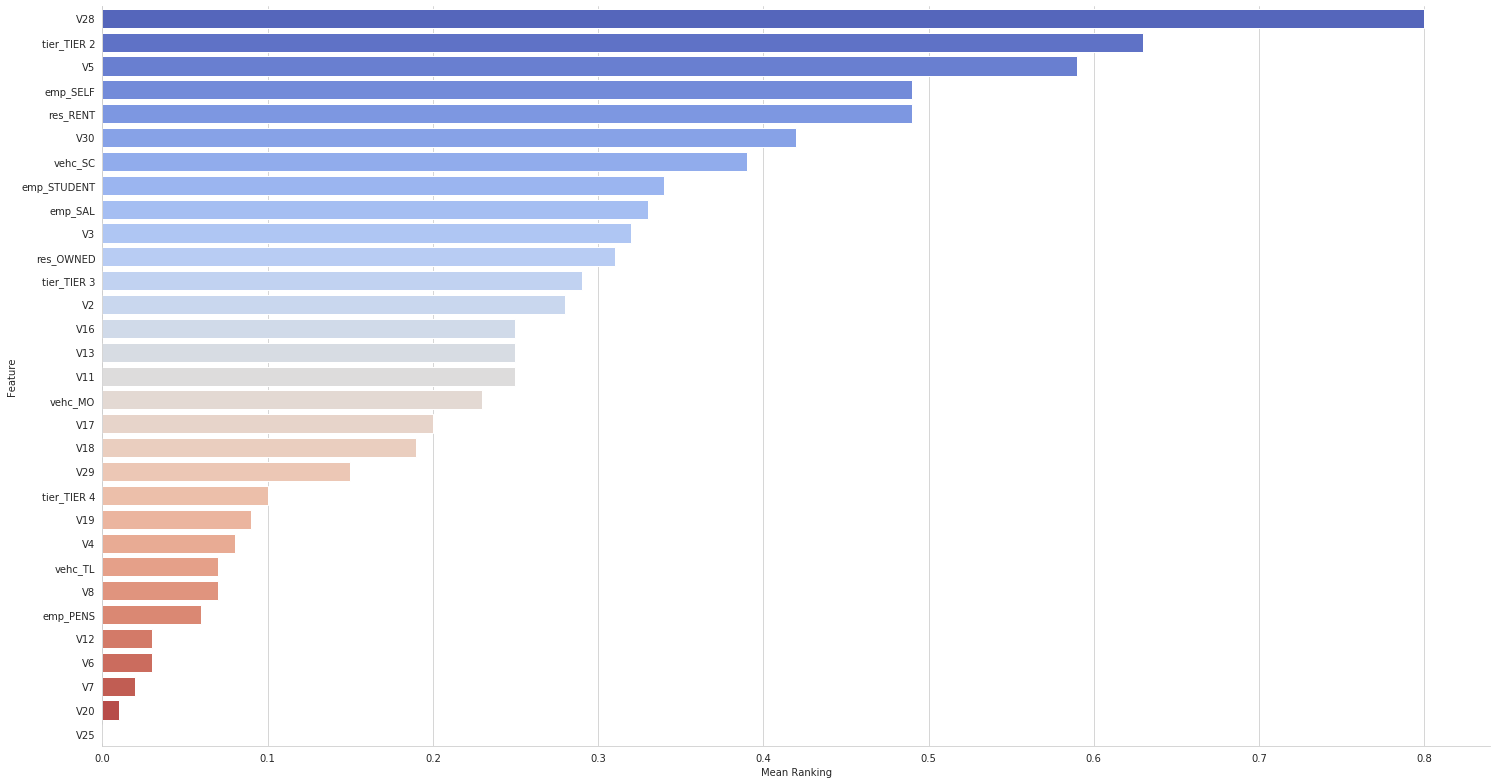 V28
tier_TIER 2
V5
emp_SELF
res_RENT
V30
vehc_SC
emp_STUDENT
emp_SAL
V3
res_OWNED
tier_TIER 3
V2
V16
V13
V11
vehc_MO
V17
V18
V29
tier_TIER 4
V19
V4
vehc_TL
V8
emp_PENS
V12
V6
V7
V20
V25
Feature
0.0 0.1 0.2 0.3 0.4 0.5 0.6 0.7 0.8
Mean Ranking